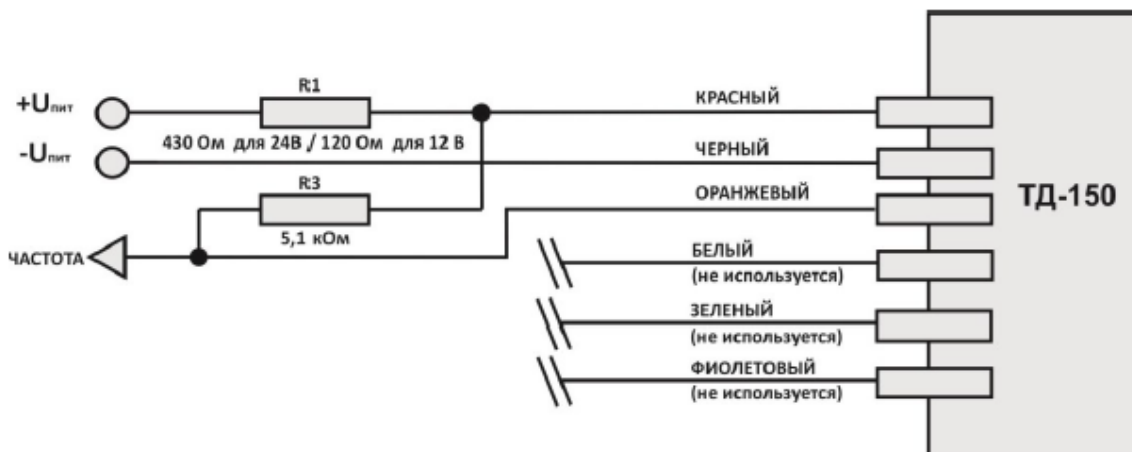 R1
+Uпит
КРАСНЫЙ
430 Ом для 24В / 120 Ом для 12 В
-Uпит
ЧЕРНЫЙ
R3
ОРАНЖЕВЫЙ
ТД-150
5,1 кОм
ЧАСТОТА
БЕЛЫЙ
(не используется)
ЗЕЛЕНЫЙ
(не используется)
ФИОЛЕТОВЫЙ
(не используется)